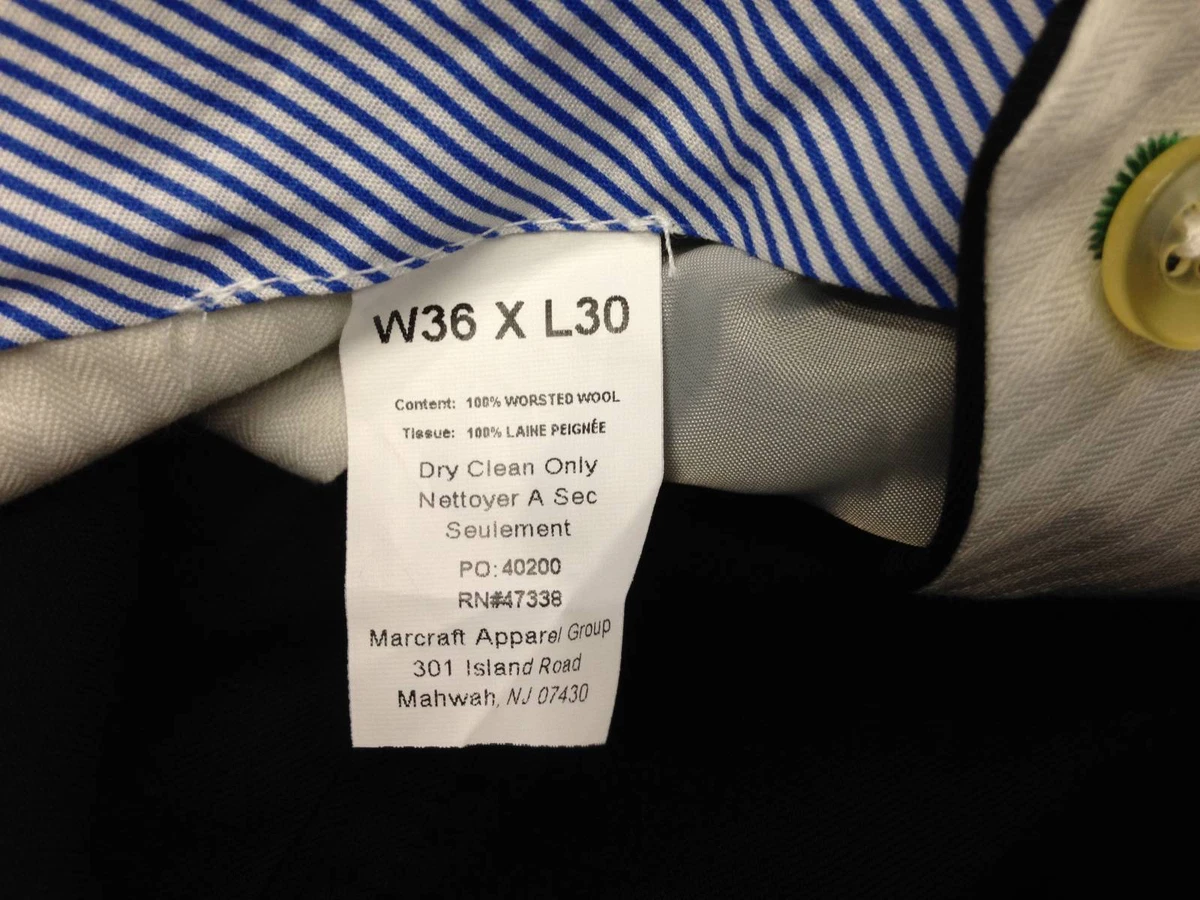 W36 X L30
Content: 100% WORSTED WOOL
Tissue: 100% LAINE PEIGNÉE
Dry Clean Only
Nettoyer A Sec
Seulement
PO: 40200
RN#47338
Marcraft Apparel Group
301 Island Road
Mahwah, NJ 07430